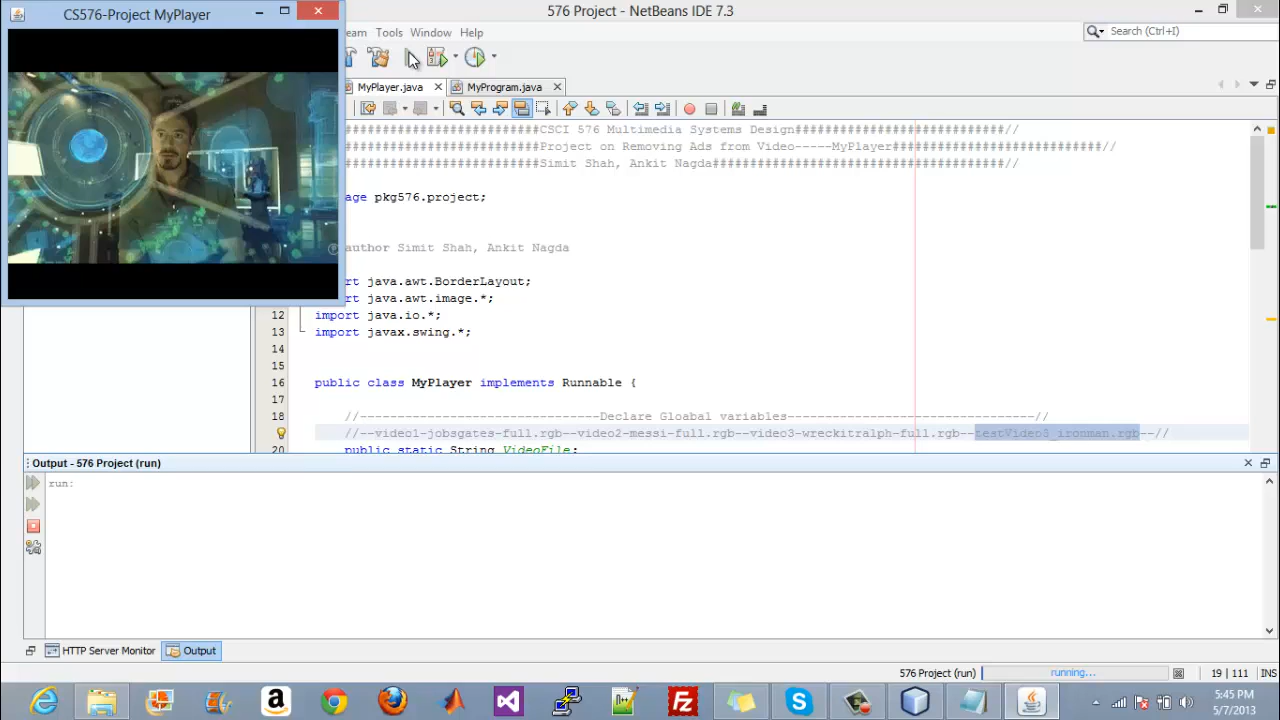 CS576-Project MyPlayer
576 Project - NetBeans IDE 7.3
eam Tools Window Help
Search (Ctrl+I)
MyPlayer.java
MyProgram.java
##########################CSCI 576 Multimedia Systems Design############################//
##########################Project on Removing Ads from Video-----MyPlayer############################//
##########################Simit Shah, Ankit Nagda#######################################//
age pkg576.project;
author Simit Shah, Ankit Nagda
rt java.awt.BorderLayout;
rt java.awt.image.*;
12 import java.io.*;
13 import javax.swing.*;
14
15
16 public class MyPlayer implements Runnable {
17
18 //--------------------------------Declare Gloabal variables---------------------------------//
//--video1-jobsgates-full.rgb--video2-messi-full.rgb--video3-wreckitralph-full.rgb--testVideo5_ironman.rgb--//
20 public static String VideoFile;
Output - 576 Project (run)
run:
HTTP Server Monitor
Output
576 Project (run)
running...
19 | 111
INS
5:45 PM
5/7/2013